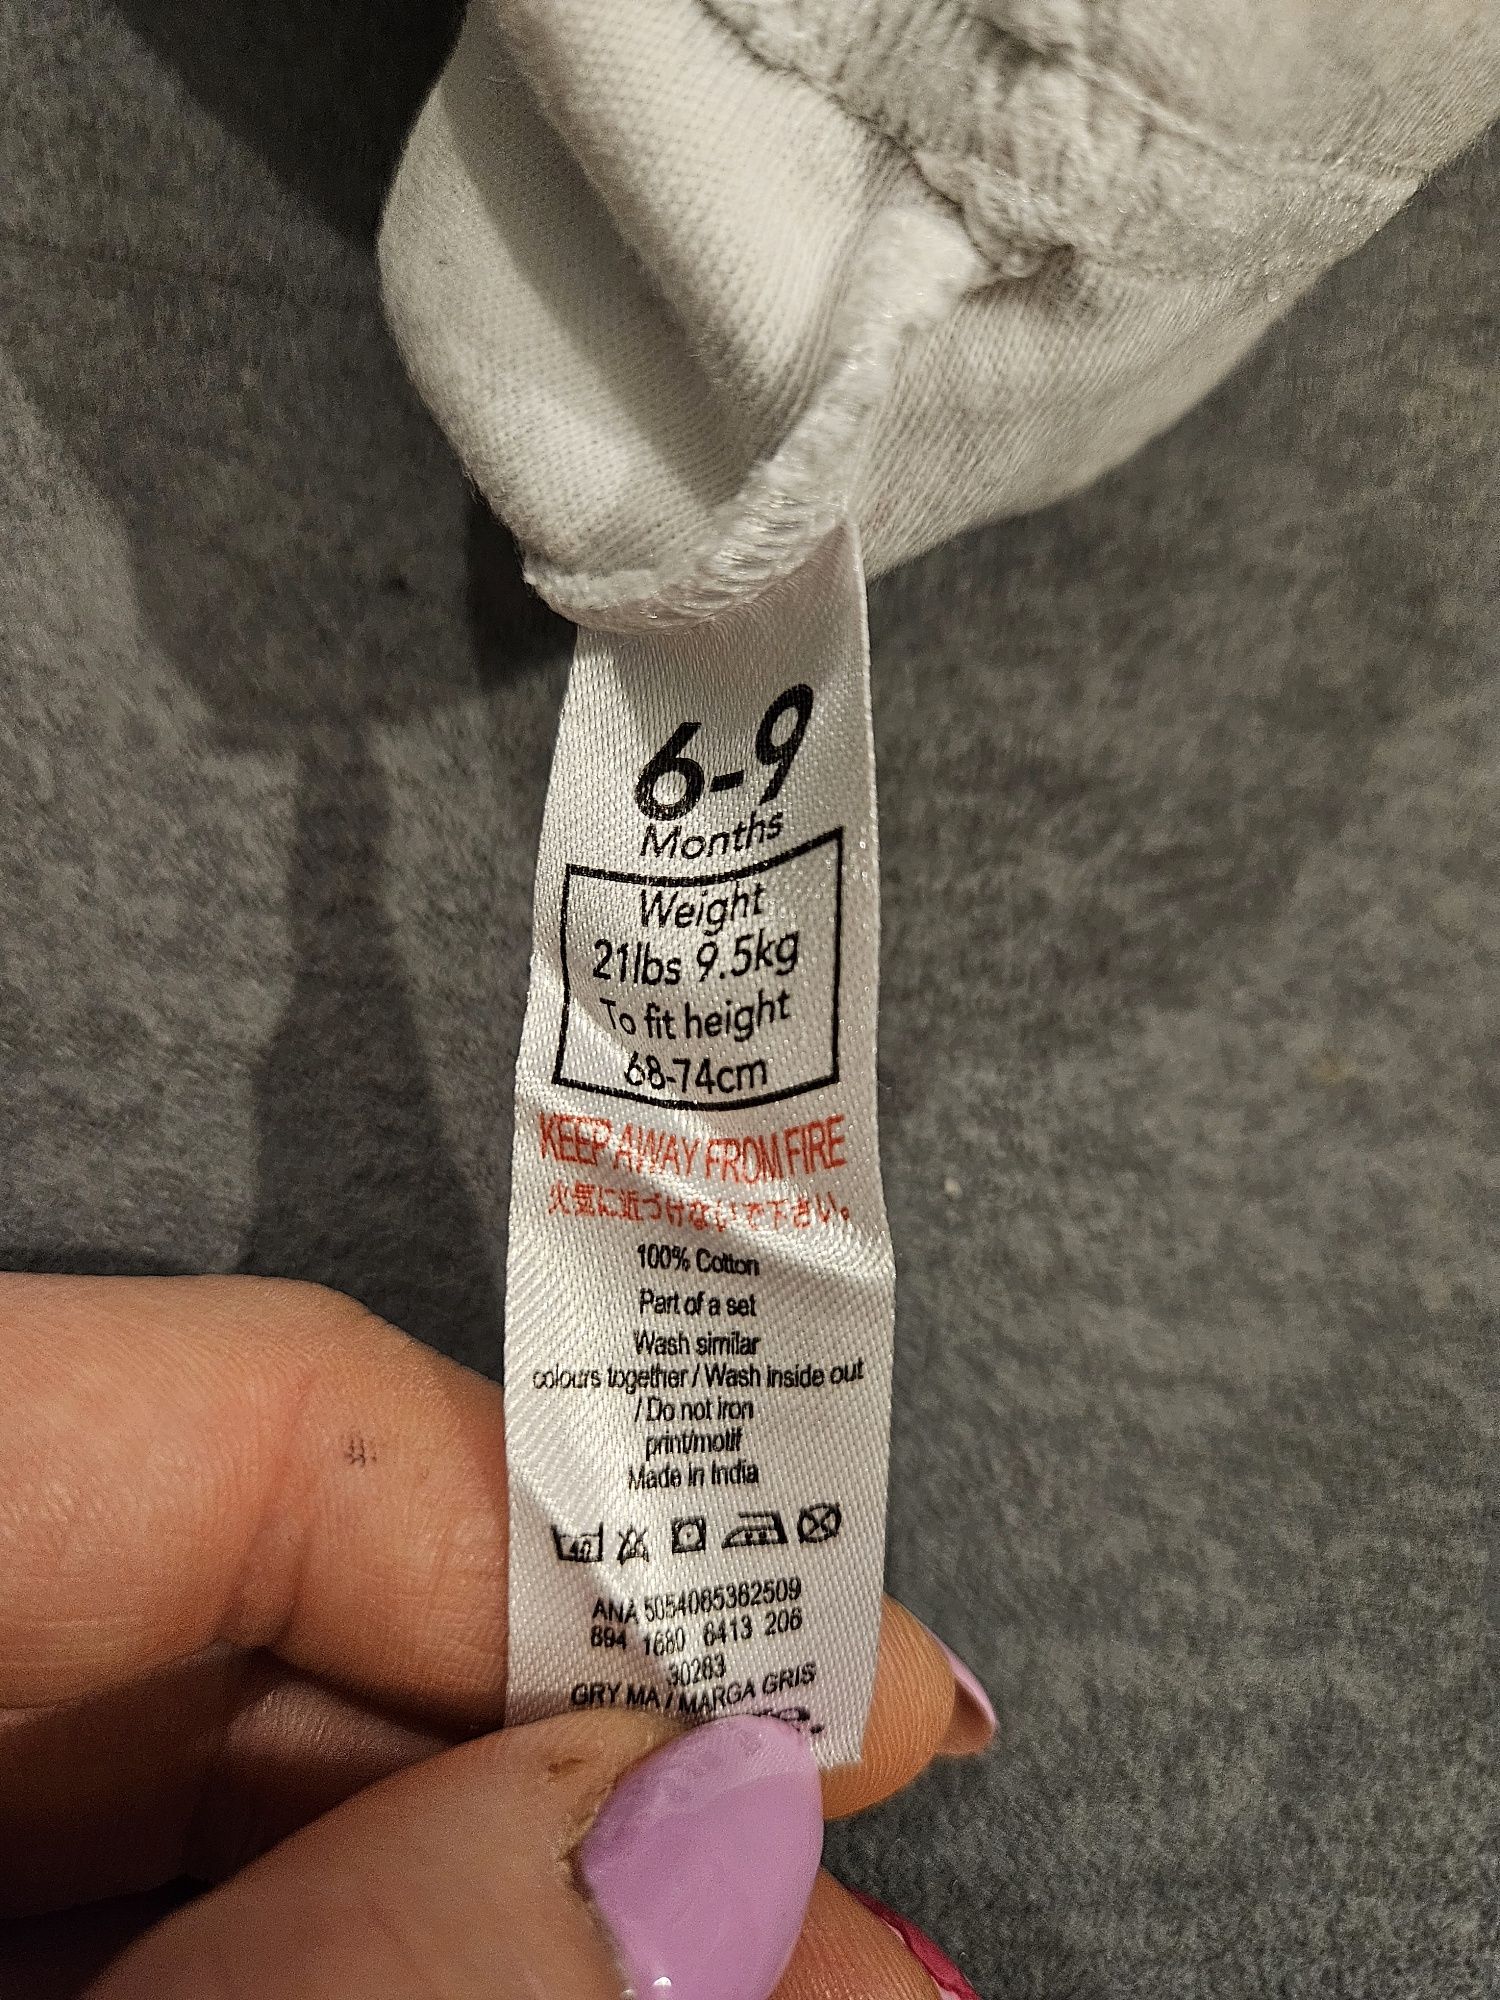 6-9
Months
Weight
21lbs 9.5kg
To fit height
68-74cm
KEEP AWAY FROM FIRE
火気に近づけないで下さい。
100% Cotton
Part of a set
Wash similar
colours together / Wash inside out
/ Do not iron
print/motif
Made in India
40
ANA 5054065362509
894 1680 6413 206
30263
GRY MA / MARGA GRIS